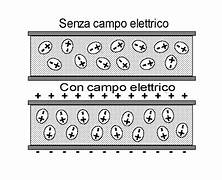 Senza campo elettrico
Con campo elettrico
+ + + + + + + + + + + + +
- - - - - - - - - - - - -